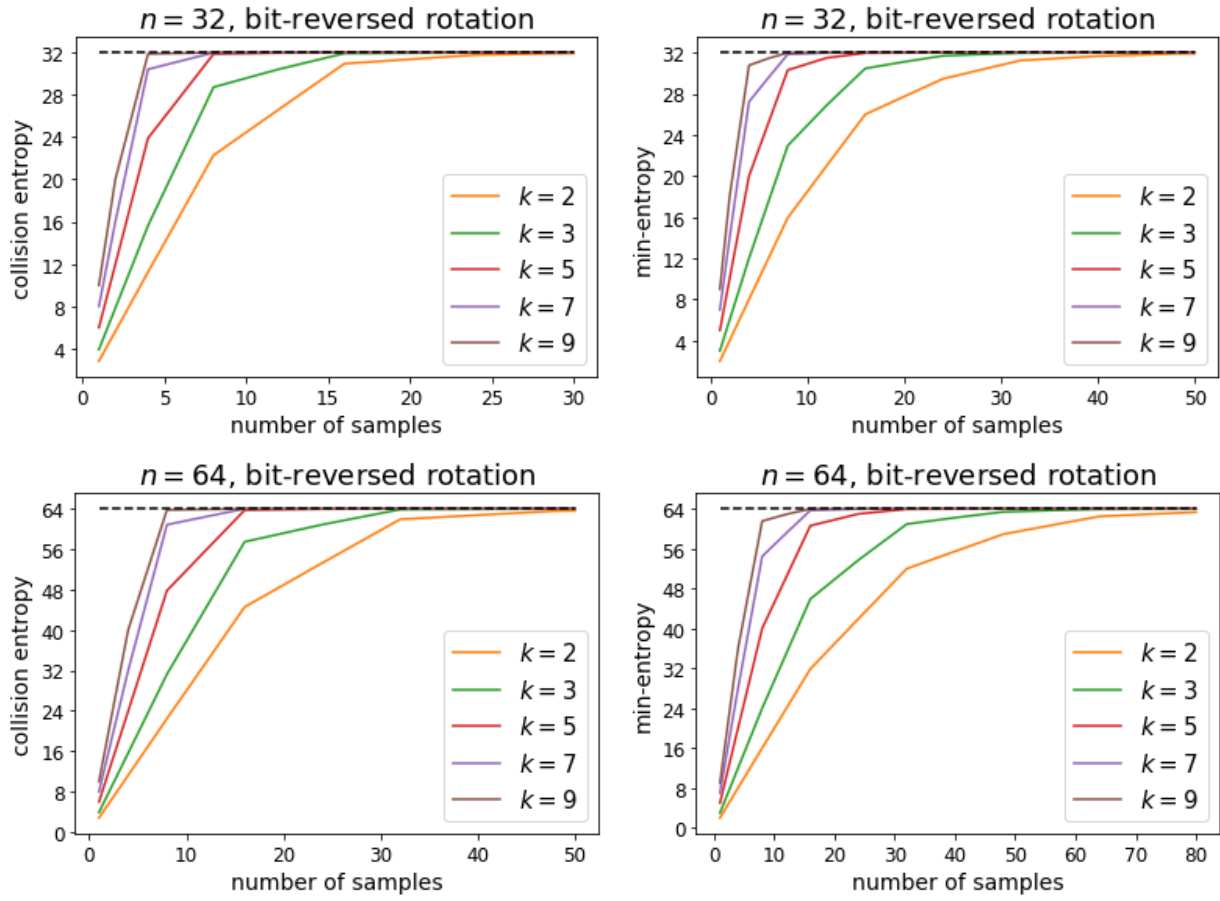 n = 32, bit-reversed rotation
collision entropy
32
28
24
20
16
12
8
4
0 5 10 15 20 25 30
number of samples
k = 2
k = 3
k = 5
k = 7
k = 9
n = 32, bit-reversed rotation
min-entropy
32
28
24
20
16
12
8
4
0 10 20 30 40 50
number of samples
k = 2
k = 3
k = 5
k = 7
k = 9
n = 64, bit-reversed rotation
collision entropy
64
56
48
40
32
24
16
8
0
0 10 20 30 40 50
number of samples
k = 2
k = 3
k = 5
k = 7
k = 9
n = 64, bit-reversed rotation
min-entropy
64
56
48
40
32
24
16
8
0
0 10 20 30 40 50 60 70 80
number of samples
k = 2
k = 3
k = 5
k = 7
k = 9